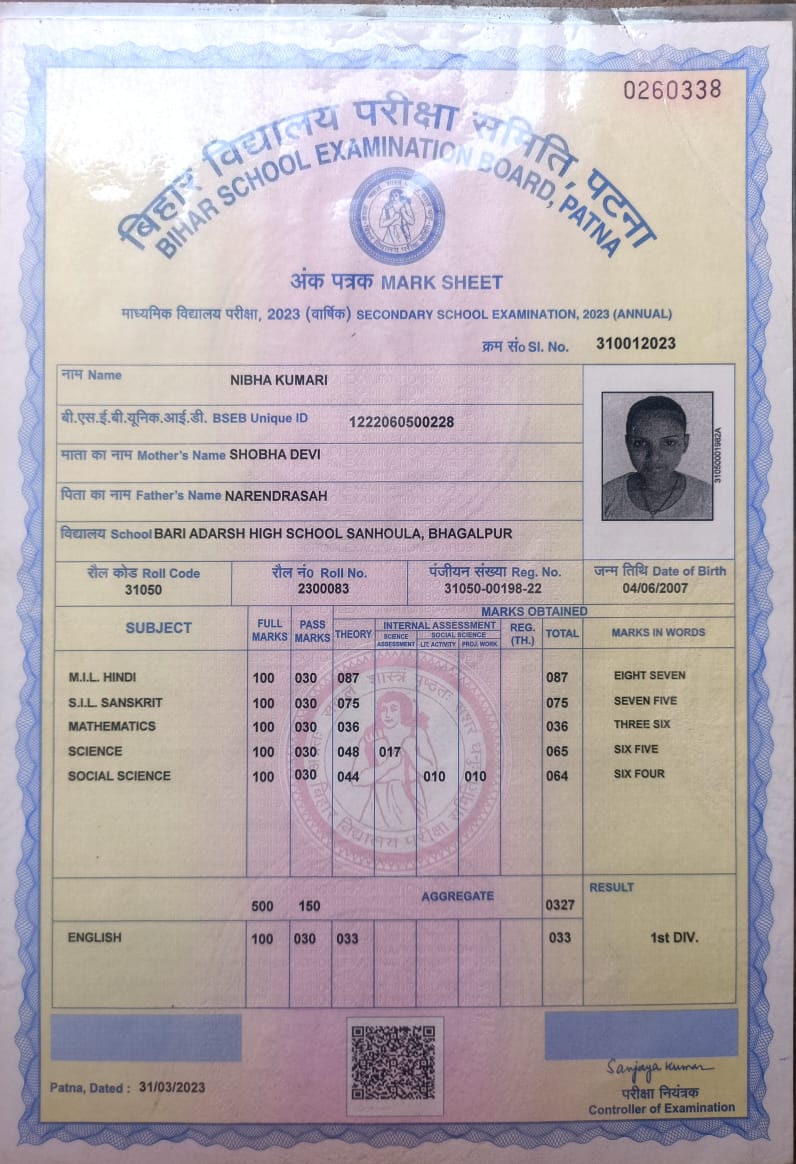 0260338
बिहार विद्यालय परीक्षा समिति, पटना
BIHAR SCHOOL EXAMINATION BOARD, PATNA
अंक पत्रक MARK SHEET
माध्यमिक विद्यालय परीक्षा, 2023 (वार्षिक) SECONDARY SCHOOL EXAMINATION, 2023 (ANNUAL)
क्रम सं० Sl. No. 310012023
नाम Name NIBHA KUMARI
बी.एस.ई.बी.यूनिक.आई.डी. BSEB Unique ID 1222060500228
माता का नाम Mother's Name SHOBHA DEVI
पिता का नाम Father's Name NARENDRASAH
विद्यालय School BARI ADARSH HIGH SCHOOL SANHOULA, BHAGALPUR
31050001982A
रौल कोड Roll Code रौल नं० Roll No. पंजीयन संख्या Reg. No. जन्म तिथि Date of Birth
31050 2300083 31050-00198-22 04/06/2007
SUBJECT FULL MARKS PASS MARKS MARKS OBTAINED
THEORY INTERNAL ASSESSMENT REG. (TH.) TOTAL MARKS IN WORDS
SCIENCE ASSESSMENT SOCIAL SCIENCE
LIT. ACTIVITY PROJ. WORK
M.I.L. HINDI 100 030 087 087 EIGHT SEVEN
S.I.L. SANSKRIT 100 030 075 075 SEVEN FIVE
MATHEMATICS 100 030 036 036 THREE SIX
SCIENCE 100 030 048 017 065 SIX FIVE
SOCIAL SCIENCE 100 030 044 010 010 064 SIX FOUR
बिहार विद्यालय परीक्षा समिति
500 150 AGGREGATE 0327 RESULT
ENGLISH 100 030 033 033 1st DIV.
Patna, Dated : 31/03/2023
Sanjaya Kumar
परीक्षा नियंत्रक
Controller of Examination